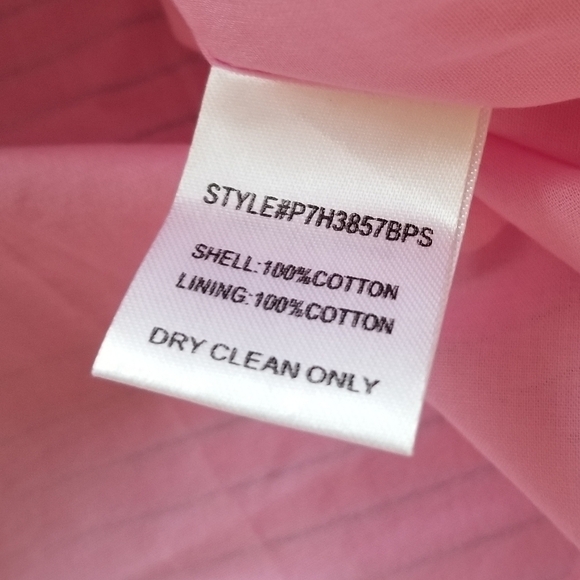 STYLE#P7H3857BPS
SHELL:100%COTTON
LINING:100%COTTON
DRY CLEAN ONLY